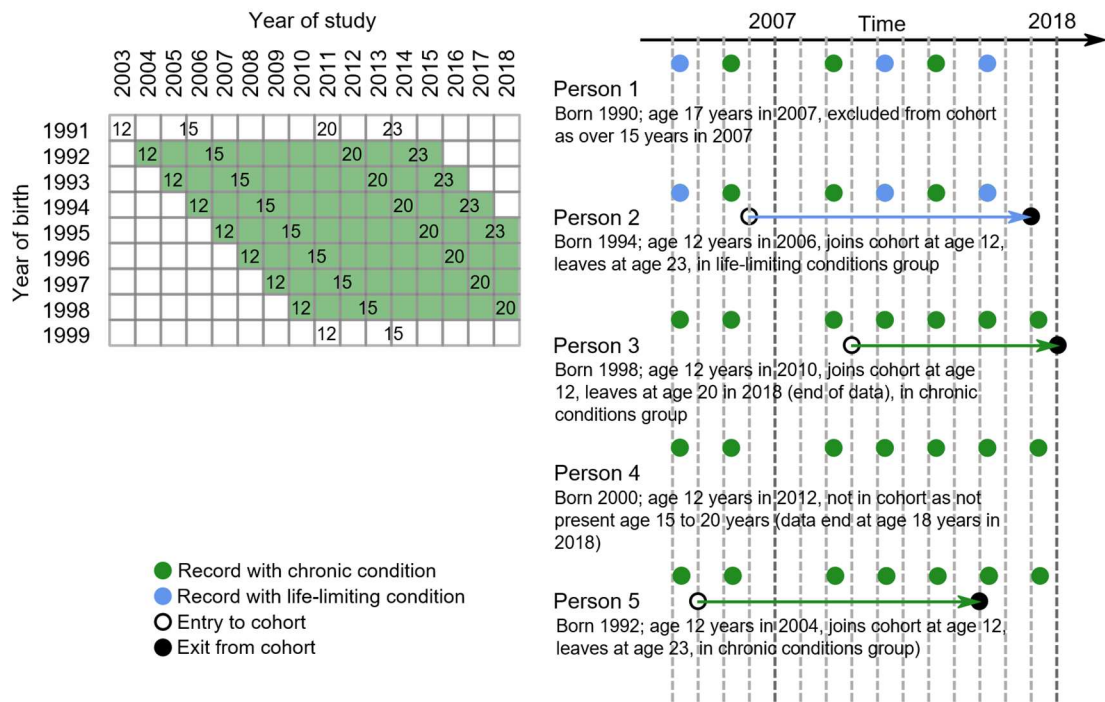 Year of study
2003 2004 2005 2006 2007 2008 2009 2010 2011 2012 2013 2014 2015 2016 2017 2018
Year of birth
1991 12 15 20 23
1992 12 15 20 23
1993 12 15 20 23
1994 12 15 20 23
1995 12 15 20 23
1996 12 15 20
1997 12 15 20
1998 12 15 20
1999 12 15
Record with chronic condition
Record with life-limiting condition
Entry to cohort
Exit from cohort
2007 Time 2018
Person 1
Born 1990; age 17 years in 2007, excluded from cohort
as over 15 years in 2007
Person 2
Born 1994; age 12 years in 2006, joins cohort at age 12,
leaves at age 23, in life-limiting conditions group
Person 3
Born 1998; age 12 years in 2010, joins cohort at age
12, leaves at age 20 in 2018 (end of data), in chronic
conditions group
Person 4
Born 2000; age 12 years in 2012, not in cohort as not
present age 15 to 20 years (data end at age 18 years in
2018)
Person 5
Born 1992; age 12 years in 2004, joins cohort at age 12,
leaves at age 23, in chronic conditions group)